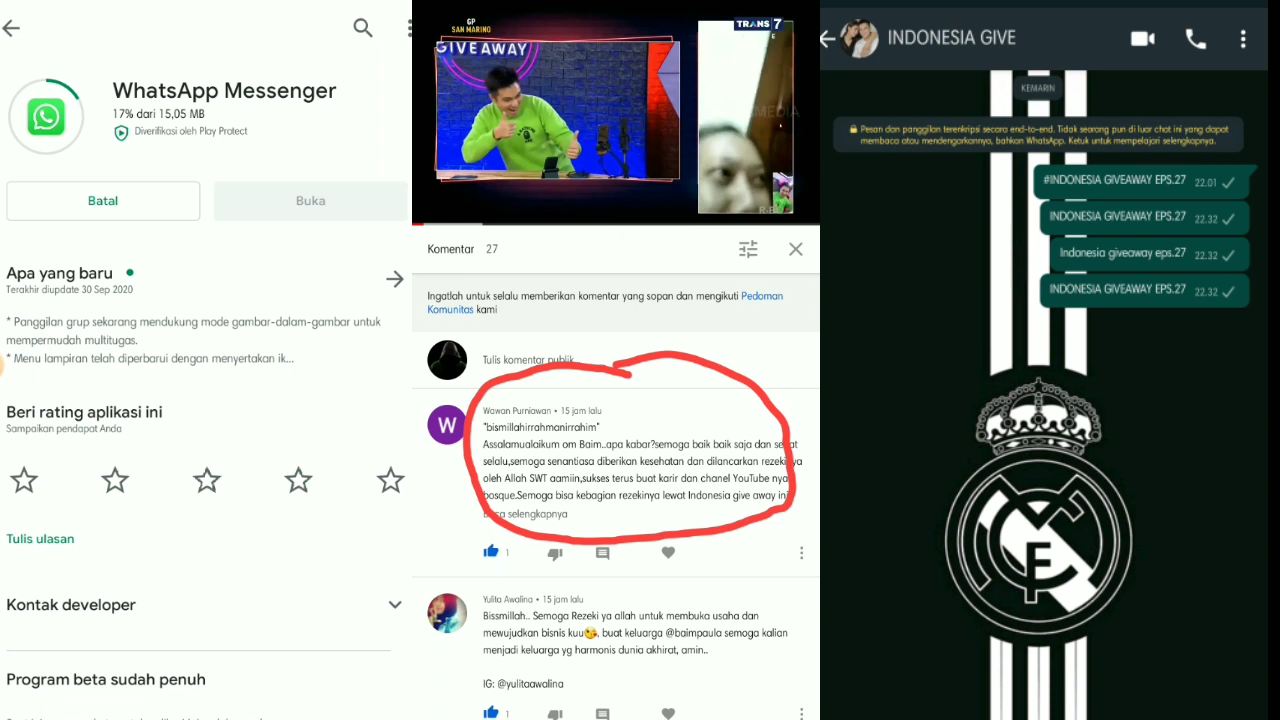 WhatsApp Messenger
17% dari 15,05 MB
Diverifikasi oleh Play Protect
Batal
Buka
Apa yang baru
Terakhir diupdate 30 Sep 2020
* Panggilan grup sekarang mendukung mode gambar-dalam-gambar untuk
mempermudah multitugas.
* Menu lampiran telah diperbarui dengan menyertakan ik...
Beri rating aplikasi ini
Sampaikan pendapat Anda
Tulis ulasan
Kontak developer
Program beta sudah penuh
GP
SAN MARINO
GIVEAWAY
TRANS 7
MEDIA
Komentar 27
Ingatlah untuk selalu memberikan komentar yang sopan dan mengikuti Pedoman
Komunitas kami
Tulis komentar publik...
W
Wawan Purniawan • 15 jam lalu
"bismillahirrahmanirrahim"
Assalamualaikum om Baim..apa kabar?semoga baik baik saja dan sehat
selalu,semoga senantiasa diberikan kesehatan dan dilancarkan rezekinya
oleh Allah SWT aamiin,sukses terus buat karir dan chanel YouTube nya
bosque.Semoga bisa kebagian rezekinya lewat Indonesia give away ini
Baca selengkapnya
1
Yulita Awalina • 15 jam lalu
Bissmillah.. Semoga Rezeki ya allah untuk membuka usaha dan
mewujudkan bisnis kuu😘, buat keluarga @baimpaula semoga kalian
menjadi keluarga yg harmonis dunia akhirat, amin..
IG: @yulitaawalina
1
INDONESIA GIVE
KEMARIN
Pesan dan panggilan terenkripsi secara end-to-end. Tidak seorang pun di luar chat ini yang dapat
membaca atau mendengarkannya, bahkan WhatsApp. Ketuk untuk mempelajari selengkapnya.
#INDONESIA GIVEAWAY EPS.27 22.01
INDONESIA GIVEAWAY EPS.27 22.32
Indonesia giveaway eps.27 22.32
INDONESIA GIVEAWAY EPS.27 22.32